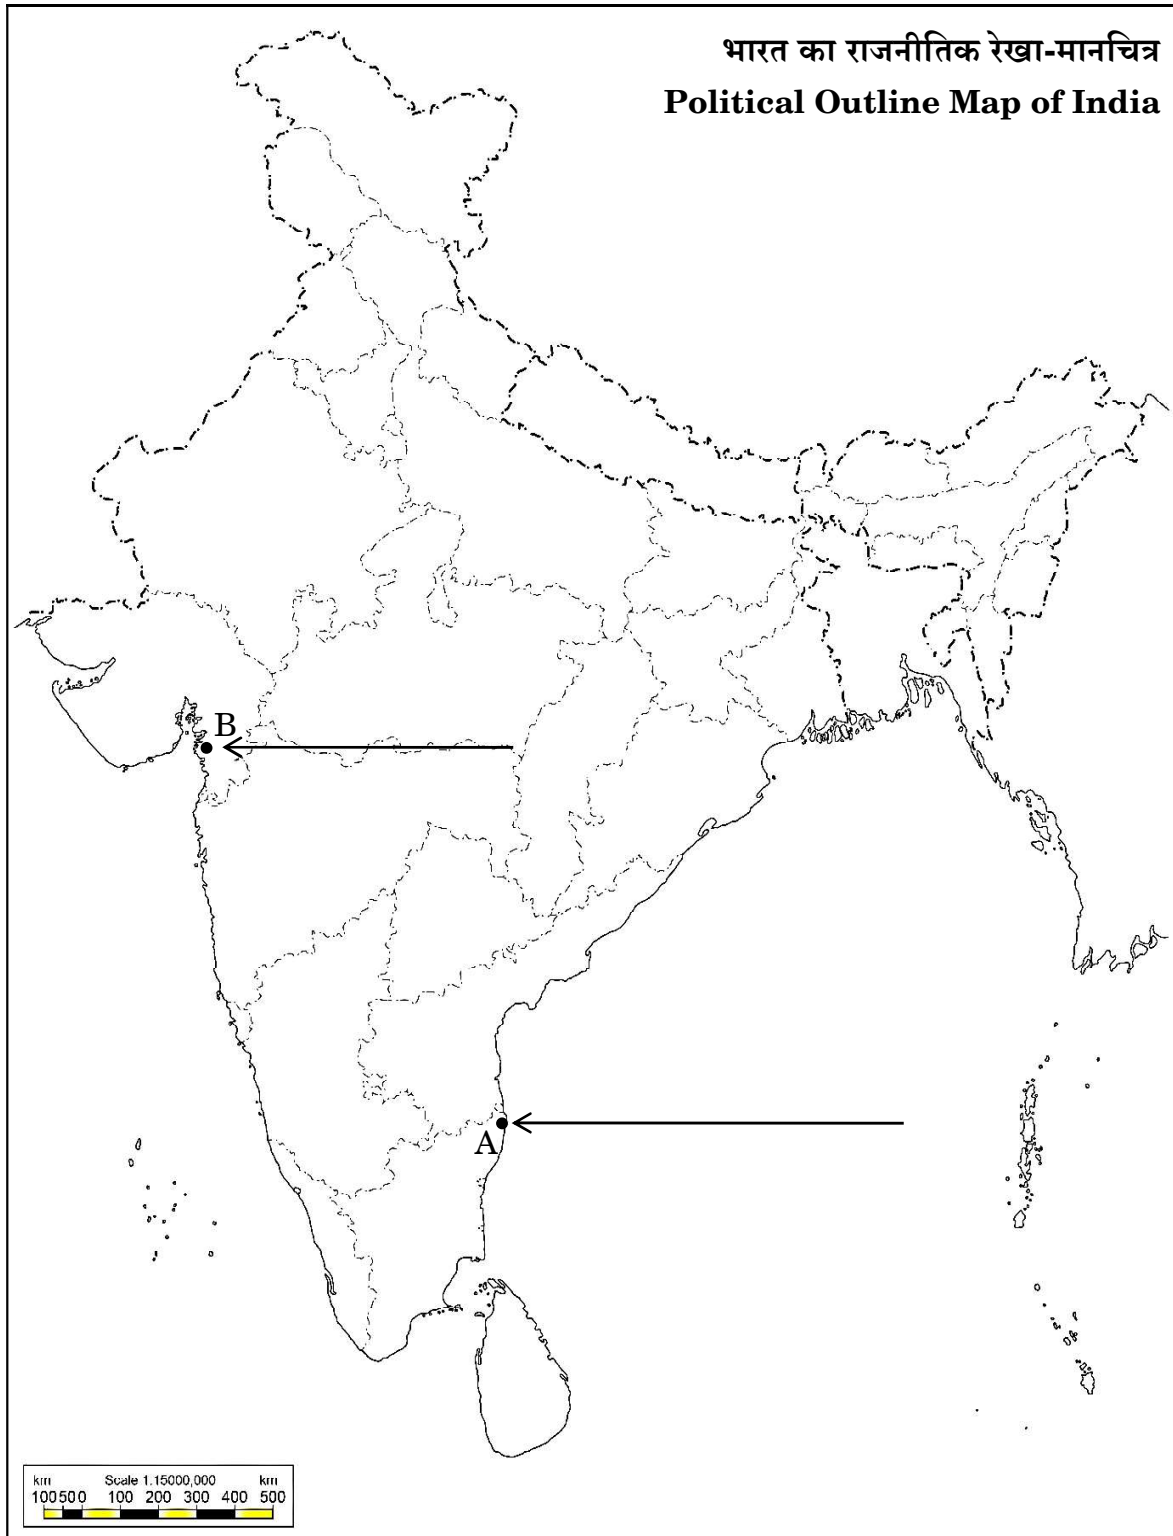 भारत का राजनीतिक रेखा-मानचित्र
Political Outline Map of India
B
A
km Scale 1:15000,000 km
100 50 0 100 200 300 400 500